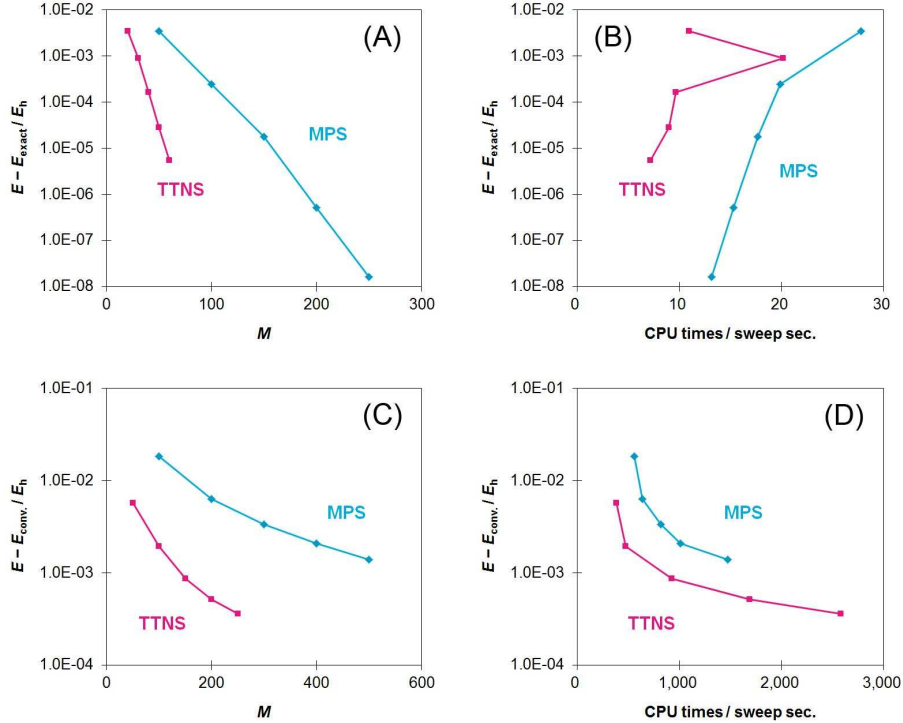 1.0E−02
1.0E−03
1.0E−04
1.0E−05
1.0E−06
1.0E−07
1.0E−08
E − Eexact / Eh
(A)
MPS
TTNS
0 100 200 300
M
1.0E−02
1.0E−03
1.0E−04
1.0E−05
1.0E−06
1.0E−07
1.0E−08
E − Eexact / Eh
(B)
TTNS
MPS
0 10 20 30
CPU times / sweep sec.
1.0E−01
1.0E−02
1.0E−03
1.0E−04
E − Econv. / Eh
(C)
MPS
TTNS
0 200 400 600
M
1.0E−01
1.0E−02
1.0E−03
1.0E−04
E − Econv. / Eh
(D)
MPS
TTNS
0 1,000 2,000 3,000
CPU times / sweep sec.